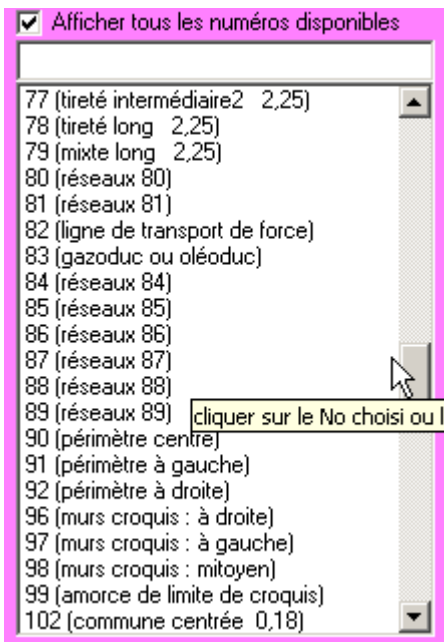 Afficher tous les numéros disponibles
77 (tireté intermédiaire2 2,25)
78 (tireté long 2,25)
79 (mixte long 2,25)
80 (réseaux 80)
81 (réseaux 81)
82 (ligne de transport de force)
83 (gazoduc ou oléoduc)
84 (réseaux 84)
85 (réseaux 85)
86 (réseaux 86)
87 (réseaux 87)
88 (réseaux 88)
89 (réseaux 89)
cliquer sur le No choisi ou l
90 (périmètre centre)
91 (périmètre à gauche)
92 (périmètre à droite)
96 (murs croquis : à droite)
97 (murs croquis : à gauche)
98 (murs croquis : mitoyen)
99 (amorce de limite de croquis)
102 (commune centrée 0,18)